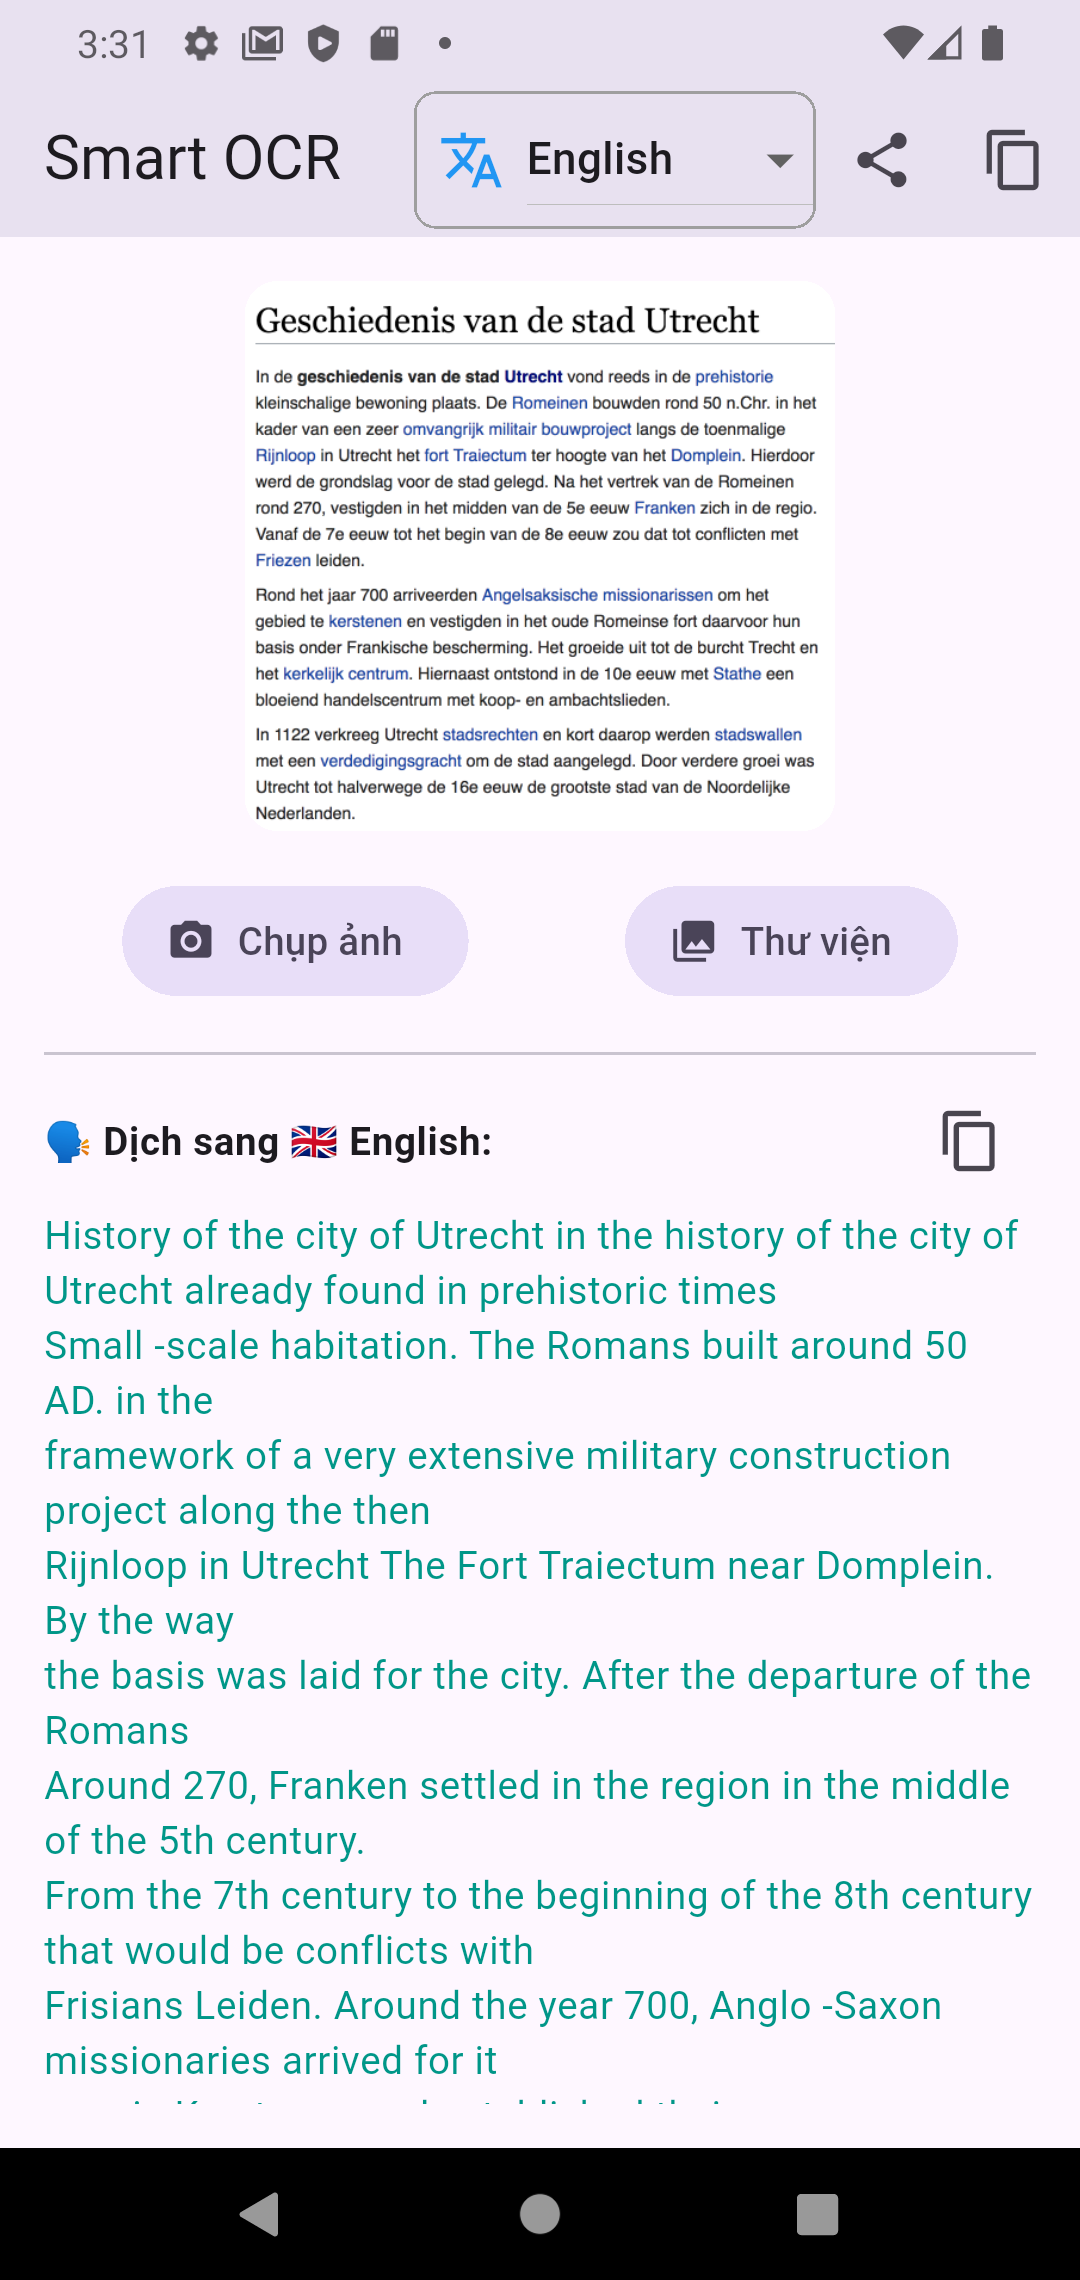 3:31
Smart OCR
English
Geschiedenis van de stad Utrecht
In de geschiedenis van de stad Utrecht vond reeds in de prehistorie
kleinschalige bewoning plaats. De Romeinen bouwden rond 50 n.Chr. in het
kader van een zeer omvangrijk militair bouwproject langs de toenmalige
Rijnloop in Utrecht het fort Traiectum ter hoogte van het Domplein. Hierdoor
werd de grondslag voor de stad gelegd. Na het vertrek van de Romeinen
rond 270, vestigden in het midden van de 5e eeuw Franken zich in de regio.
Vanaf de 7e eeuw tot het begin van de 8e eeuw zou dat tot conflicten met
Friezen leiden.
Rond het jaar 700 arriveerden Angelsaksische missionarissen om het
gebied te kerstenen en vestigden in het oude Romeinse fort daarvoor hun
basis onder Frankische bescherming. Het groeide uit tot de burcht Trecht en
het kerkelijk centrum. Hiernaast ontstond in de 10e eeuw met Stathe een
bloeiend handelscentrum met koop- en ambachtslieden.
In 1122 verkreeg Utrecht stadsrechten en kort daarop werden stadswallen
met een verdedigingsgracht om de stad aangelegd. Door verdere groei was
Utrecht tot halverwege de 16e eeuw de grootste stad van de Noordelijke
Nederlanden.
Chụp ảnh
Thư viện
Dịch sang 🇬🇧 English:
History of the city of Utrecht in the history of the city of
Utrecht already found in prehistoric times
Small -scale habitation. The Romans built around 50
AD. in the
framework of a very extensive military construction
project along the then
Rijnloop in Utrecht The Fort Traiectum near Domplein.
By the way
the basis was laid for the city. After the departure of the
Romans
Around 270, Franken settled in the region in the middle
of the 5th century.
From the 7th century to the beginning of the 8th century
that would be conflicts with
Frisians Leiden. Around the year 700, Anglo -Saxon
missionaries arrived for it